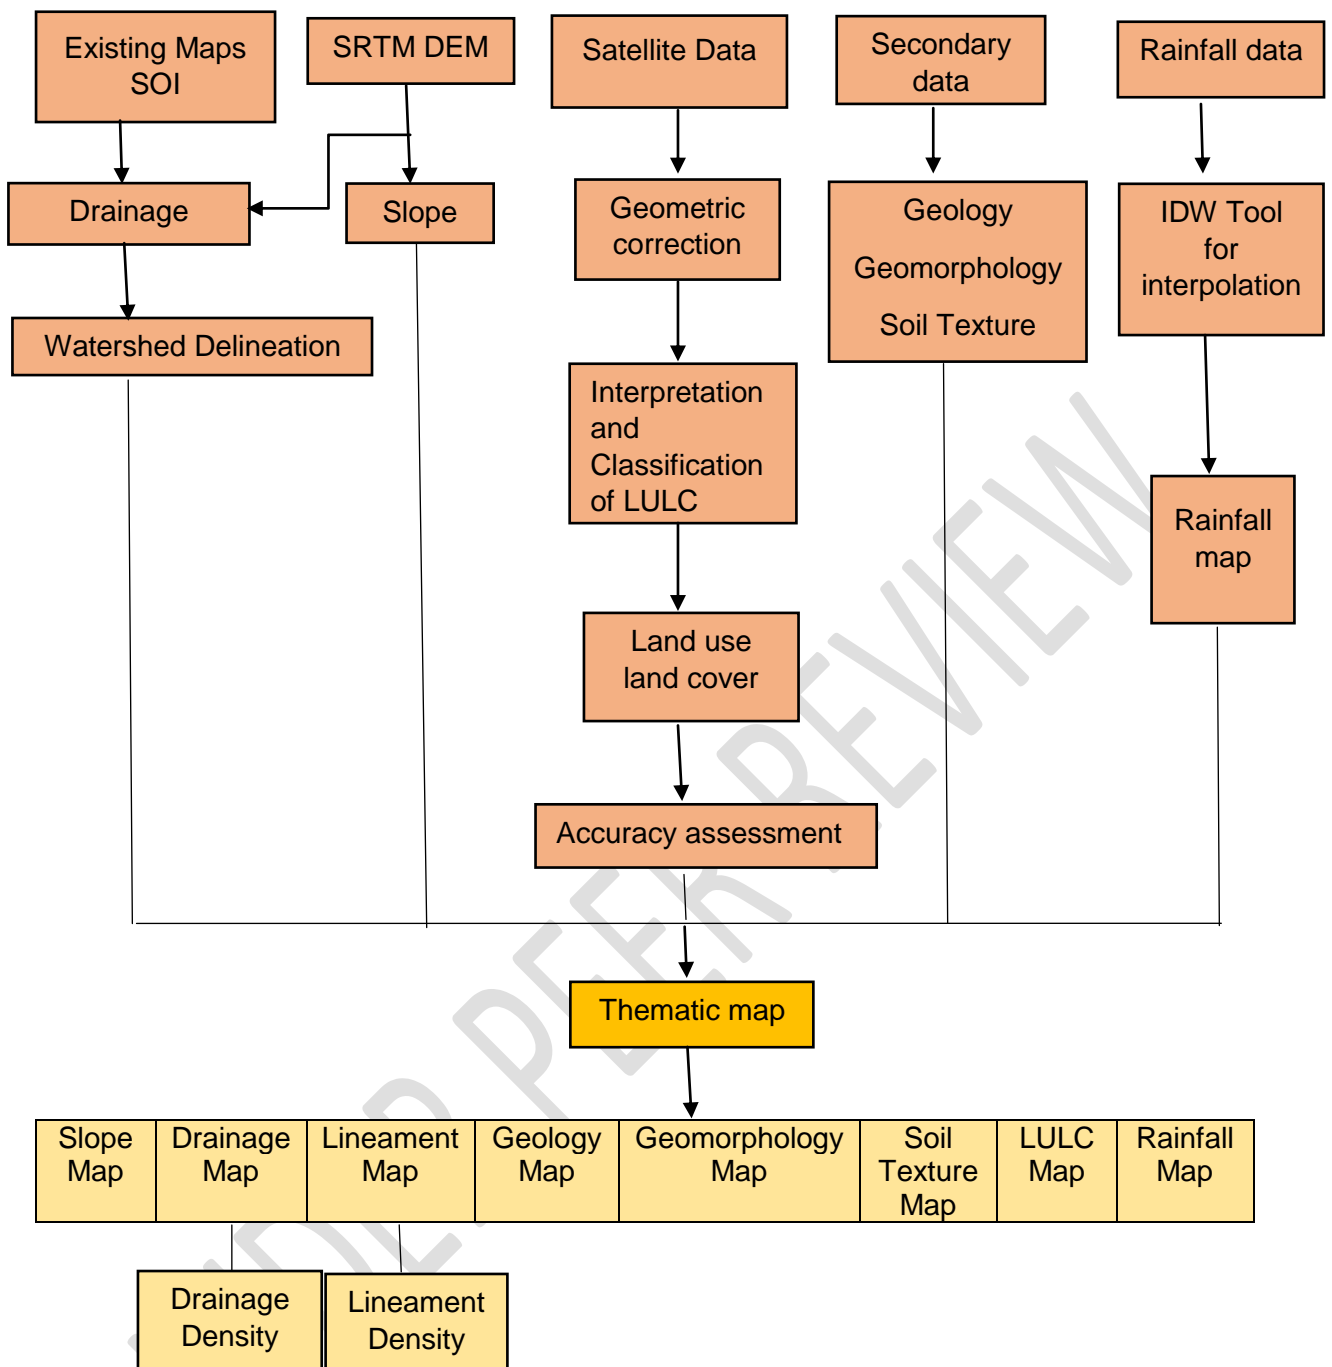 Existing Maps
SOI
SRTM DEM
Satellite Data
Secondary
data
Rainfall data
Drainage
Slope
Geometric
correction
Geology
Geomorphology
Soil Texture
IDW Tool
for
interpolation
Watershed Delineation
Interpretation
and
Classification
of LULC
Rainfall
map
Land use
land cover
Accuracy assessment
Thematic map
Slope
Map
Drainage
Map
Lineament
Map
Geology
Map
Geomorphology
Map
Soil
Texture
Map
LULC
Map
Rainfall
Map
Drainage
Density
Lineament
Density
PEER REVIEW